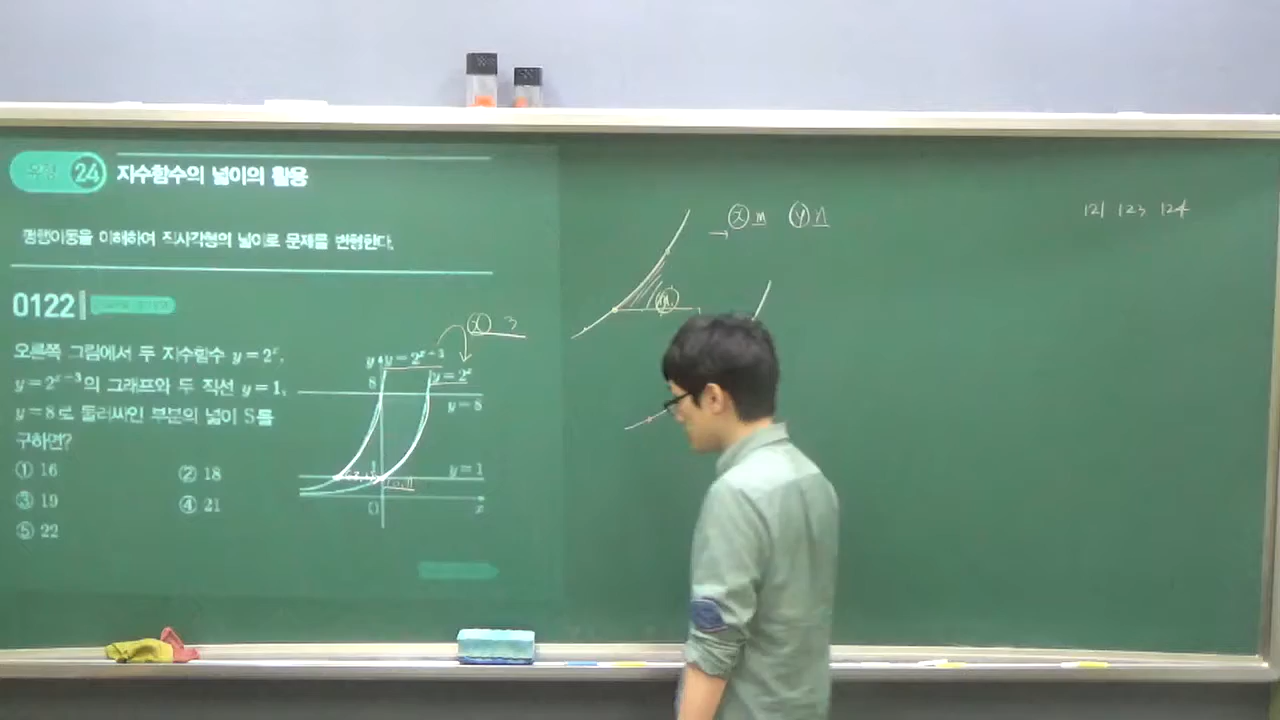 유형 24 지수함수의 넓이의 활용
평행이동을 이해하여 직사각형의 넓이로 문제를 변형한다.
0122
오른쪽 그림에서 두 지수함수 y=2^x,
y=2^{x-3}의 그래프와 두 직선 y=1,
y=8로 둘러싸인 부분의 넓이 S를
구하면?
① 16
② 18
③ 19
④ 21
⑤ 22
ⓧ 3
y y=2^{x-3}
8 y=2^x
y=8
1 y=1
O x
→ ⓧ m ⓨ n
121 123 124